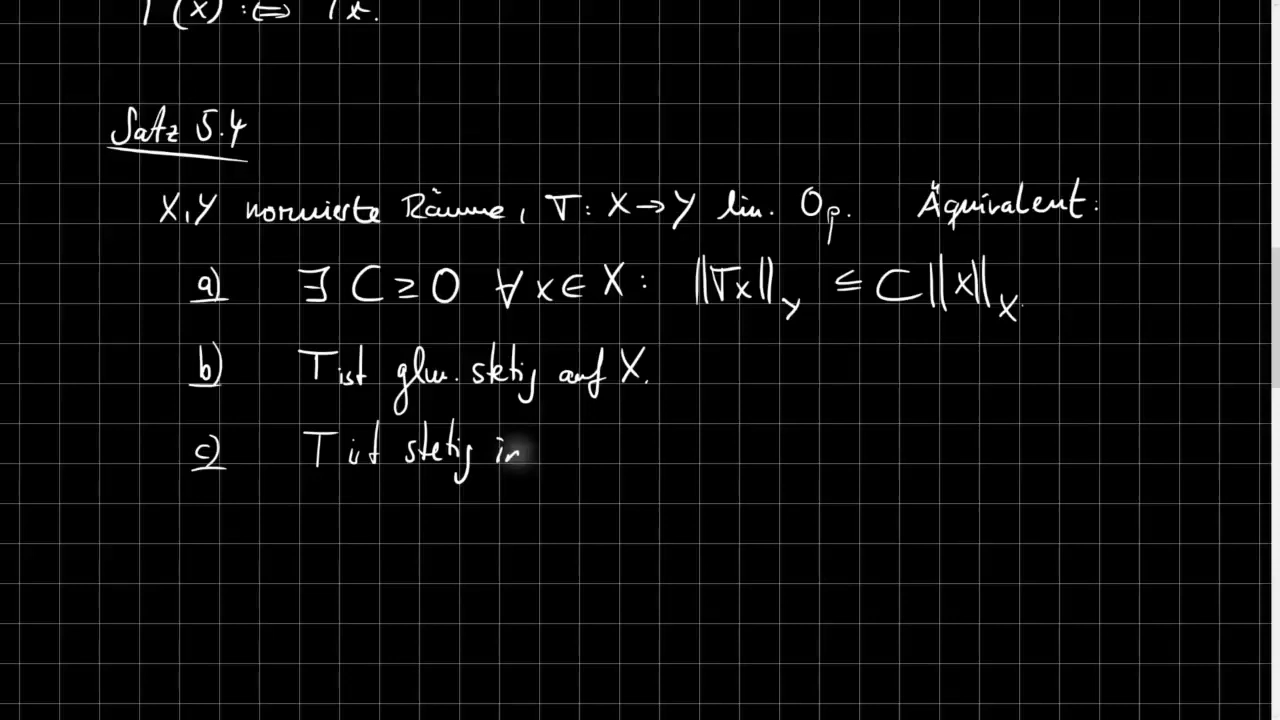 T(x) :⇔ Tx.
Satz 5.4
X, Y normierte Räume, T: X → Y lin. Op. Äquivalent:
a) ∃ C ≥ 0 ∀ x ∈ X: ||Tx||_Y ≤ C||x||_X.
b) T ist glm. stetig auf X.
c) T ist stetig in